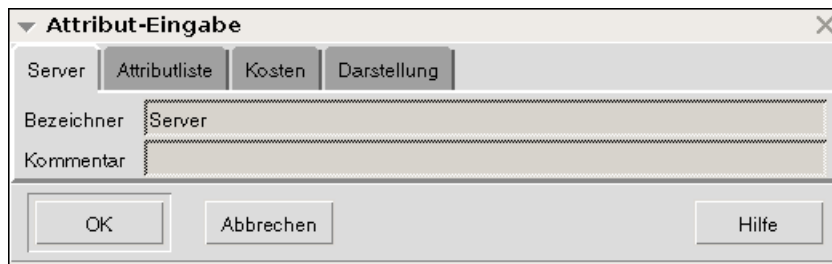 Attribut-Eingabe
Server Attributliste Kosten Darstellung
Bezeichner Server
Kommentar
OK Abbrechen Hilfe